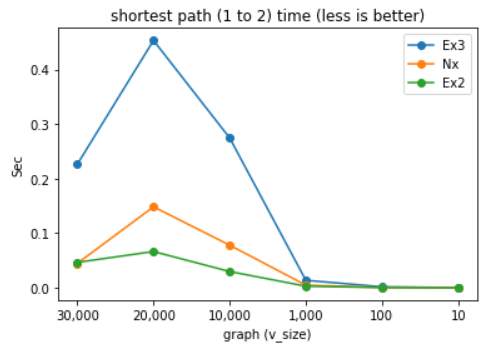 shortest path (1 to 2) time (less is better)
Ex3
Nx
Ex2
Sec
0.4
0.3
0.2
0.1
0.0
30,000 20,000 10,000 1,000 100 10
graph (v_size)